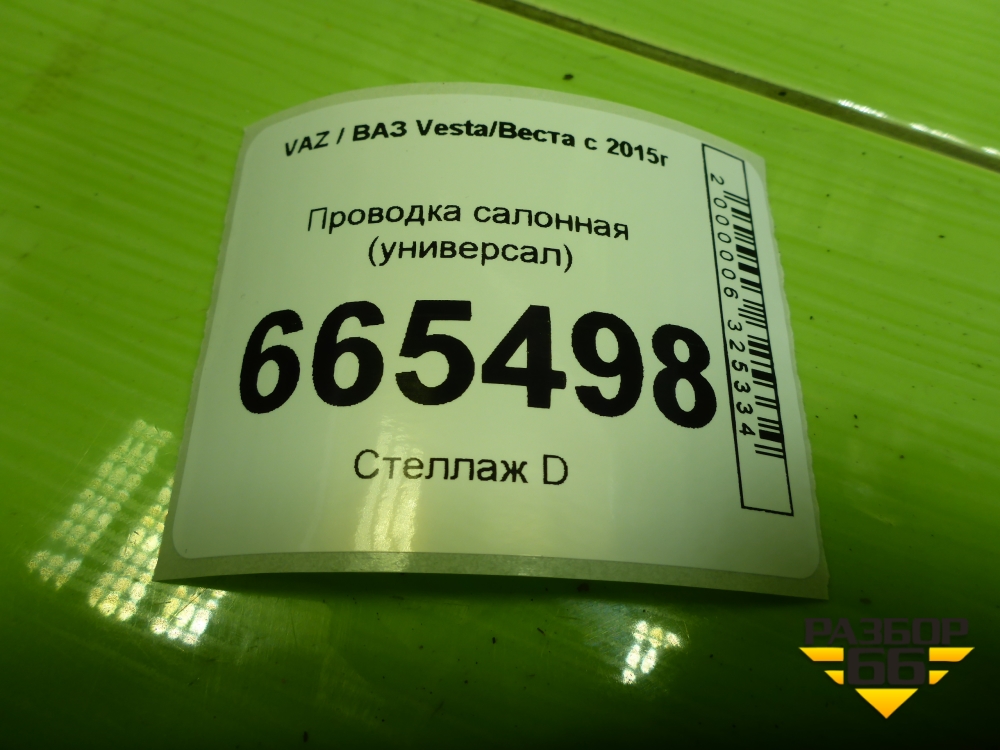 VAZ / ВАЗ Vesta/Веста с 2015г
Проводка салонная
(универсал)
665498
Стеллаж D
2000006325334
РАЗБОР
66